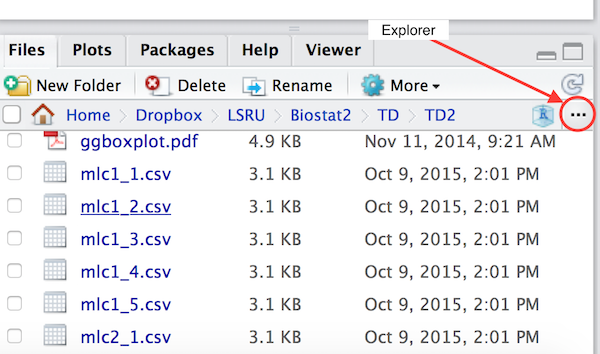 Explorer
Files Plots Packages Help Viewer
New Folder Delete Rename More
Home Dropbox LSRU Biostat2 TD TD2 ...
ggboxplot.pdf 4.9 KB Nov 11, 2014, 9:21 AM
mlc1_1.csv 3.1 KB Oct 9, 2015, 2:01 PM
mlc1_2.csv 3.1 KB Oct 9, 2015, 2:01 PM
mlc1_3.csv 3.1 KB Oct 9, 2015, 2:01 PM
mlc1_4.csv 3.1 KB Oct 9, 2015, 2:01 PM
mlc1_5.csv 3.1 KB Oct 9, 2015, 2:01 PM
mlc2_1.csv 3.1 KB Oct 9, 2015, 2:01 PM